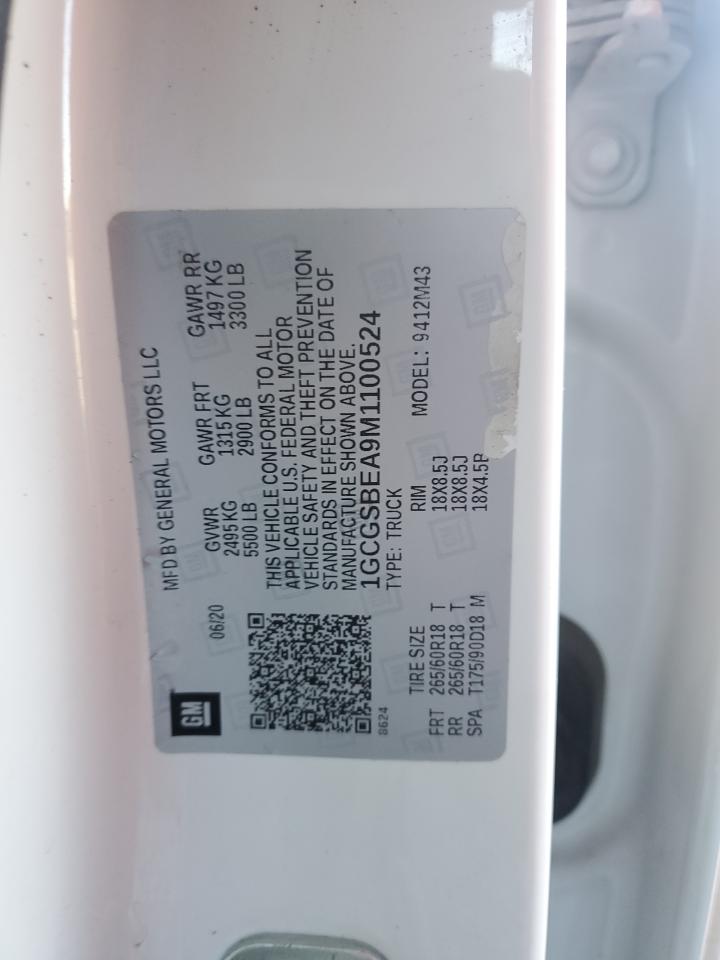 GM
MFD BY GENERAL MOTORS LLC
06/20
GVWR GAWR FRT GAWR RR
2495 KG 1315 KG 1497 KG
5500 LB 2900 LB 3300 LB
THIS VEHICLE CONFORMS TO ALL
APPLICABLE U.S. FEDERAL MOTOR
VEHICLE SAFETY AND THEFT PREVENTION
STANDARDS IN EFFECT ON THE DATE OF
MANUFACTURE SHOWN ABOVE.
1GCGSBEA9M1100524
8624
TYPE: TRUCK MODEL: 9412M43
TIRE SIZE RIM
FRT 265/60R18 T 18X8.5J
RR 265/60R18 T 18X8.5J
SPA T175/90D18 M 18X4.5B